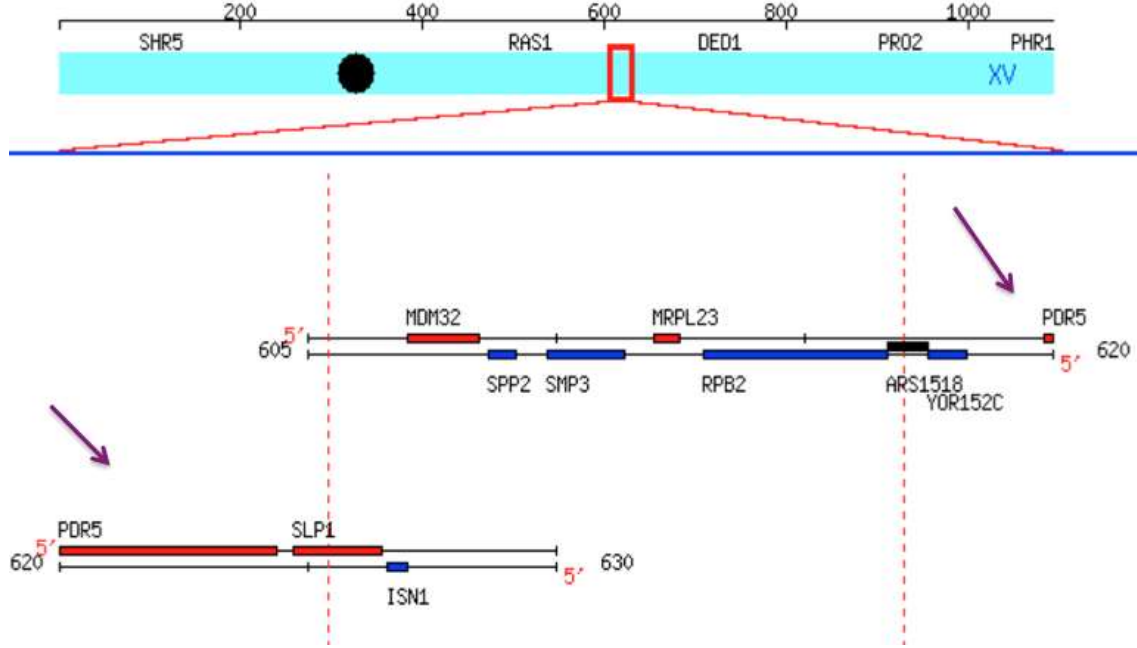 200 400 600 800 1000
SHR5 RAS1 DED1 PRO2 PHR1
XV
MDM32 MRPL23 PDR5
5'
605 620
5'
SPP2 SMP3 RPB2 ARS1518
YOR152C
PDR5 SLP1
5'
620 630
5'
ISN1